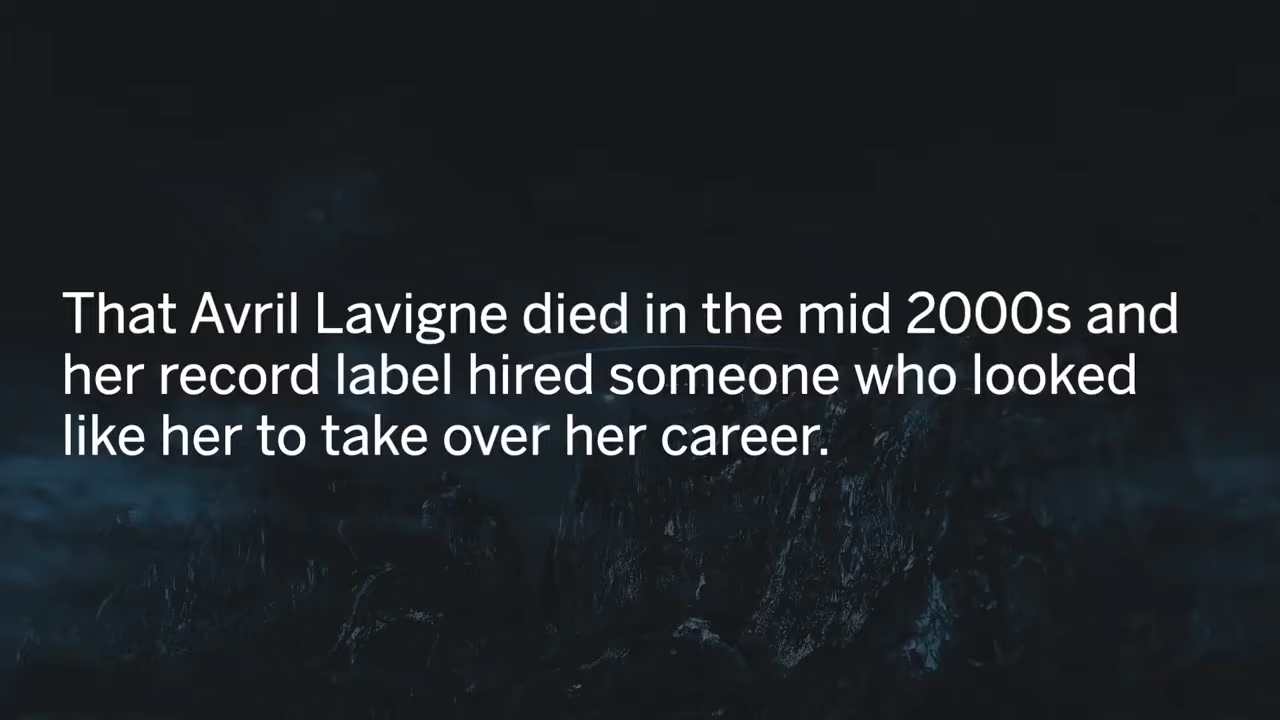 That Avril Lavigne died in the mid 2000s and
her record label hired someone who looked
like her to take over her career.